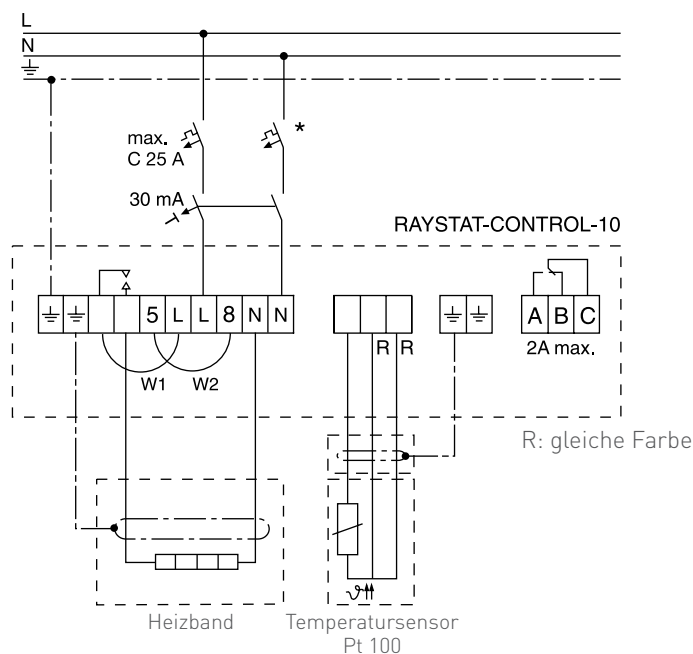 L
N
max.
C 25 A
*
30 mA
RAYSTAT-CONTROL-10
5 L L 8 N N
R R
A B C
W1 W2
2A max.
R: gleiche Farbe
ϑ
Heizband
Temperatursensor
Pt 100